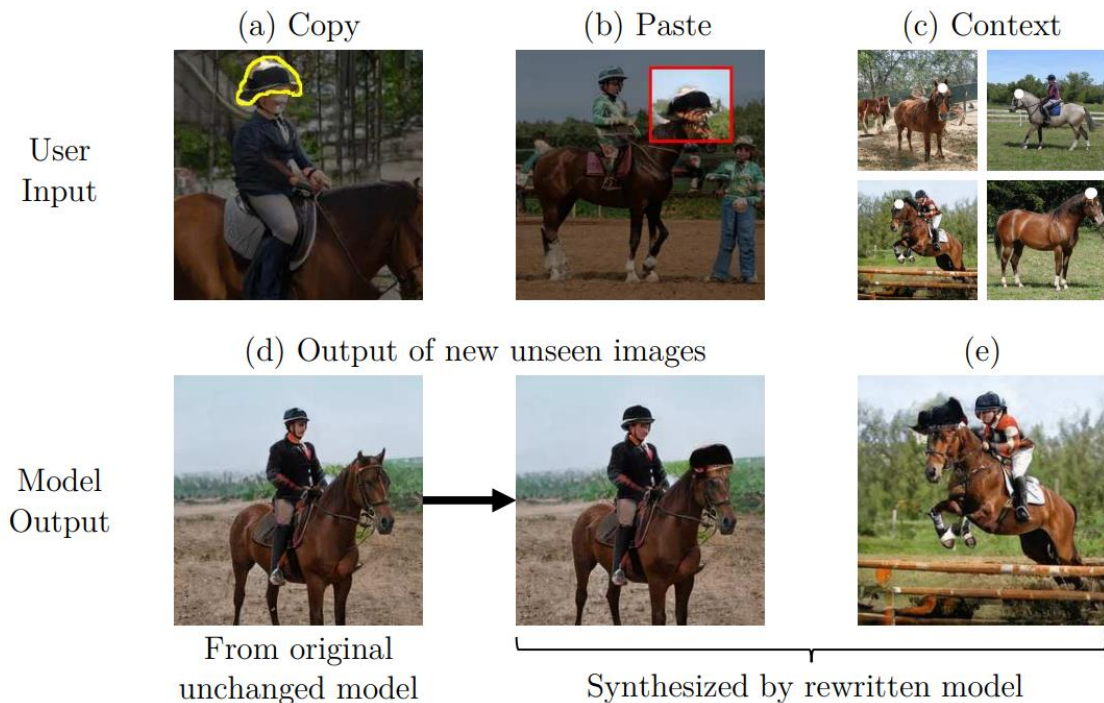 (a) Copy
(b) Paste
(c) Context
User
Input
(d) Output of new unseen images
(e)
Model
Output
From original
unchanged model
Synthesized by rewritten model